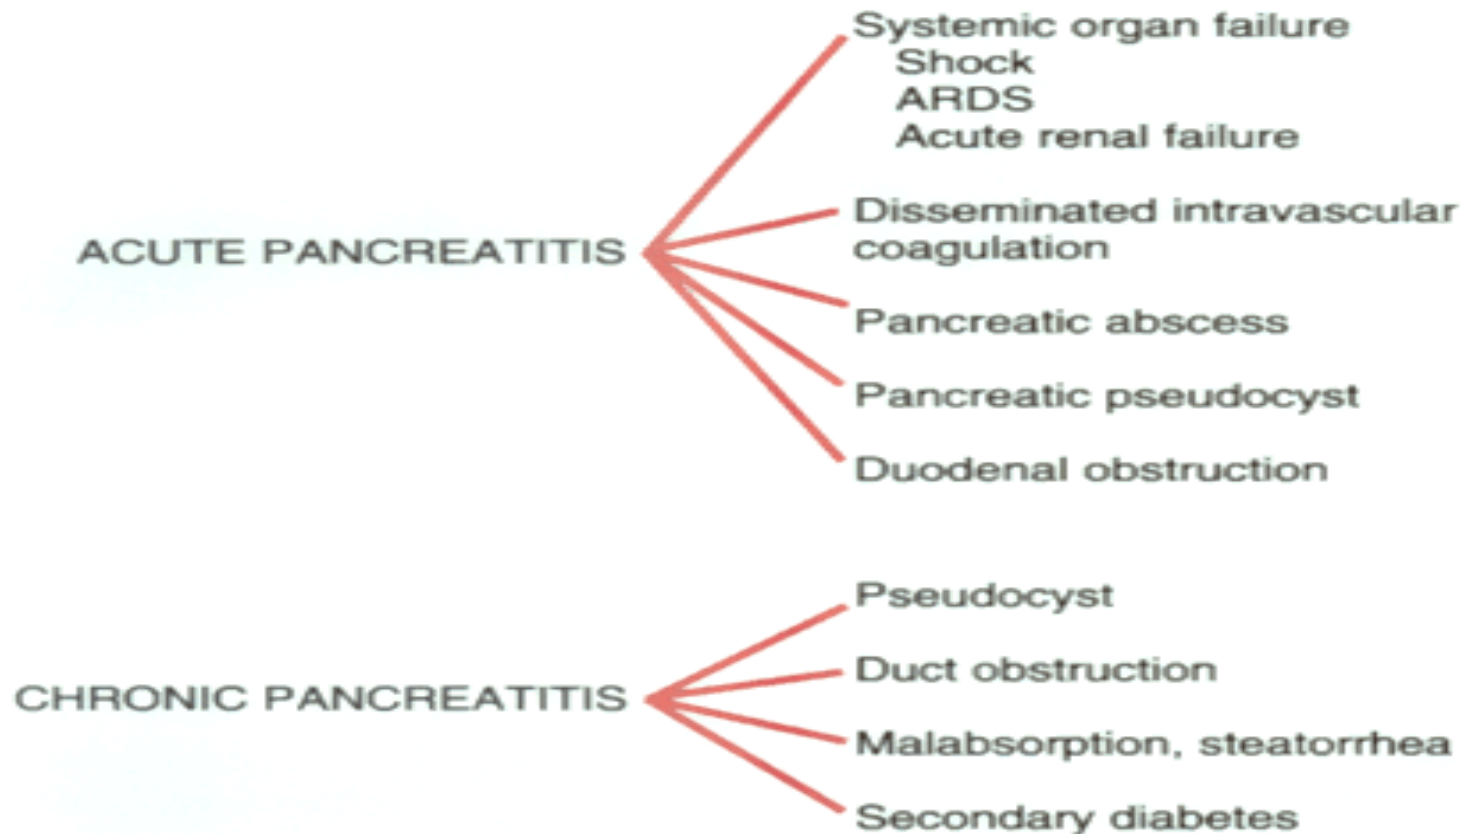 Systemic organ failure
Shock
ARDS
Acute renal failure
ACUTE PANCREATITIS
Disseminated intravascular
coagulation
Pancreatic abscess
Pancreatic pseudocyst
Duodenal obstruction
CHRONIC PANCREATITIS
Pseudocyst
Duct obstruction
Malabsorption, steatorrhea
Secondary diabetes